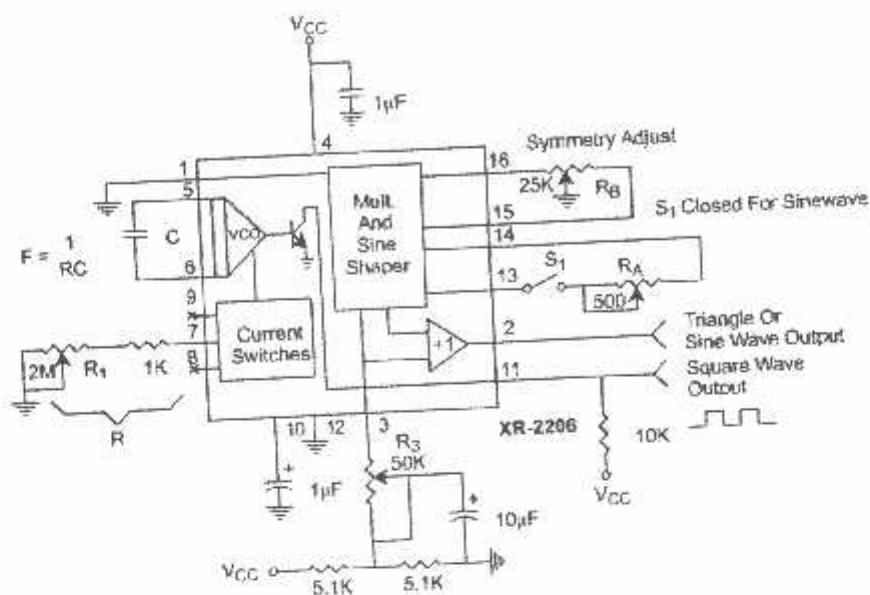 VCC
1µF
4
1
16
Symmetry Adjust
5
25K
RB
Mult.
And
Sine
Shaper
15
S1 Closed For Sinewave
C
VCO
14
F = 1
RC
6
13
S1
RA
500
9
Current
Switches
7
2M
R1
1K
8
+1
2
Triangle Or
Sine Wave Output
11
Square Wave
Output
R
10
12
3
XR-2206
10K
R3
50K
1µF
+
+
10µF
VCC
VCC
5.1K
5.1K